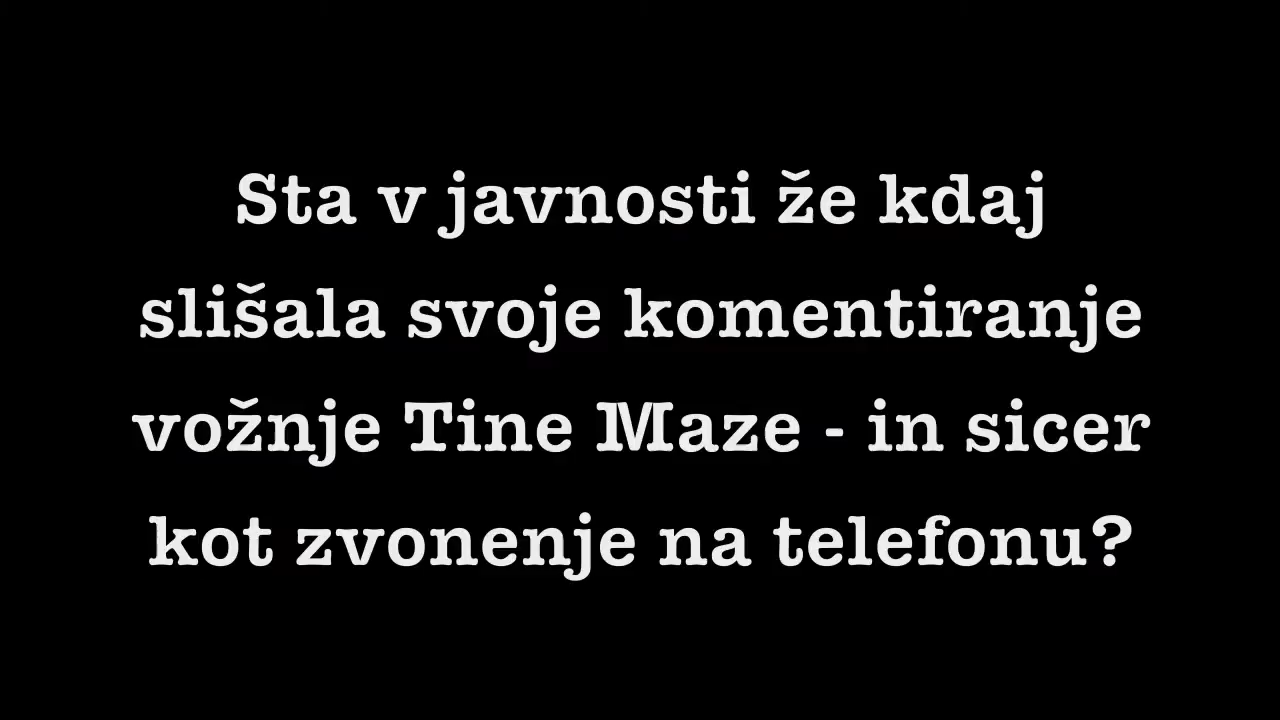 Sta v javnosti že kdaj
slišala svoje komentiranje
vožnje Tine Maze - in sicer
kot zvonenje na telefonu?